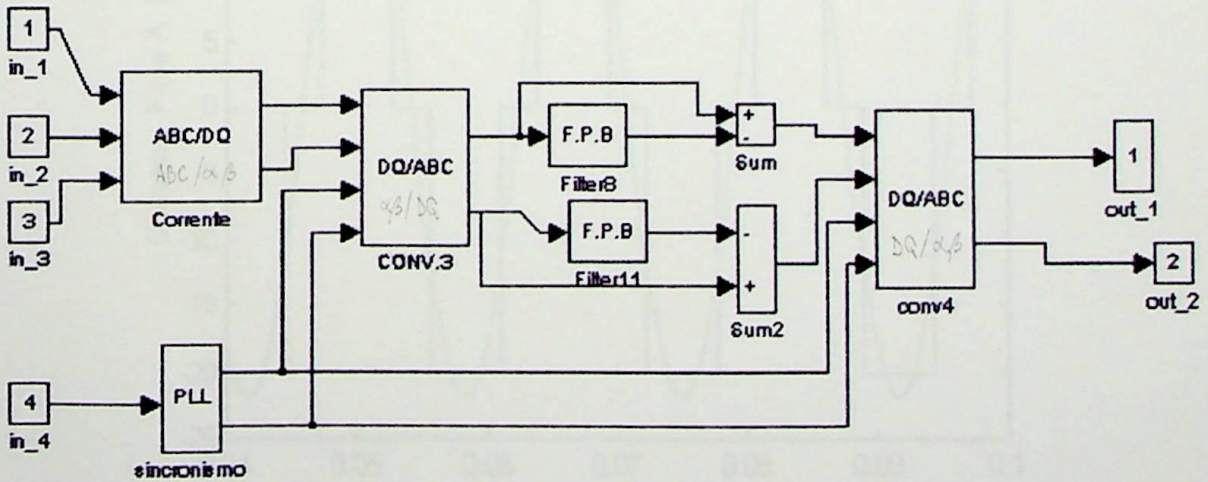 1
in_1
2
in_2
3
in_3
ABC/DQ
ABC/αβ
Corrente
DQ/ABC
αβ/DQ
CONV.3
F.P.B
Filter8
F.P.B
Filter11
+
-
Sum
-
+
Sum2
DQ/ABC
DQ/αβ
conv4
1
out_1
2
out_2
4
in_4
PLL
sincronismo